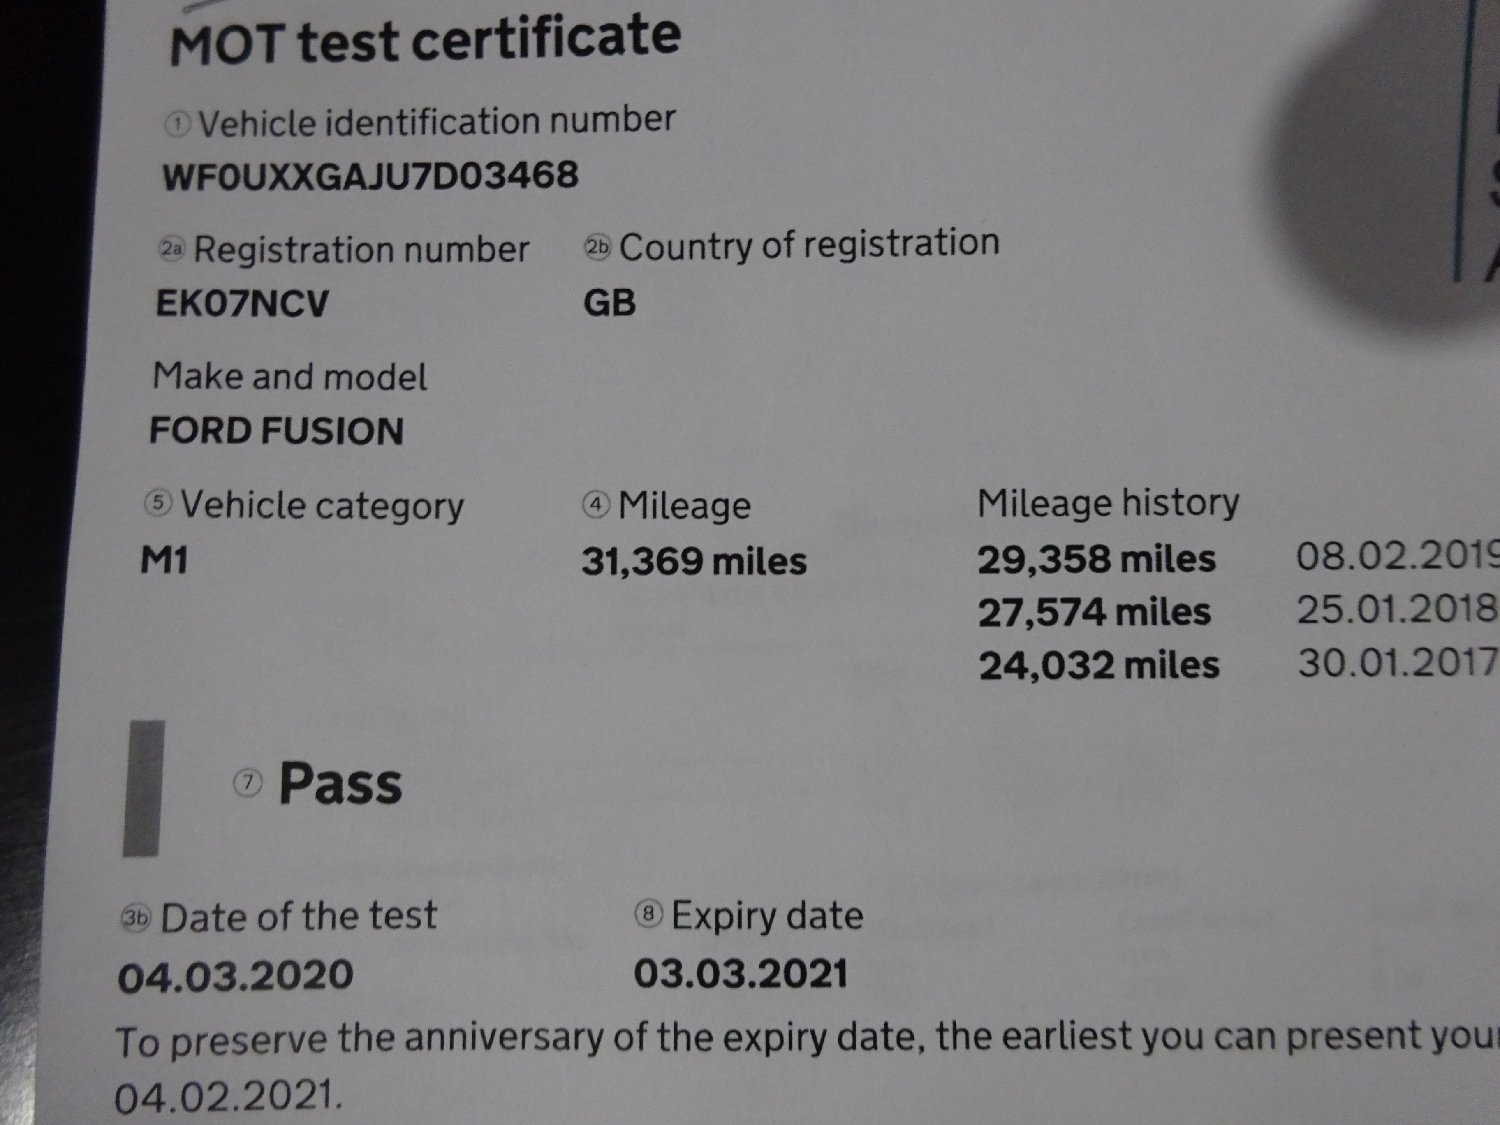 MOT test certificate
1 Vehicle identification number
WF0UXXGAJU7D03468
2a Registration number 2b Country of registration
EK07NCV GB
Make and model
FORD FUSION
5 Vehicle category 4 Mileage Mileage history
M1 31,369 miles 29,358 miles 08.02.2019
27,574 miles 25.01.2018
24,032 miles 30.01.2017
7 Pass
3b Date of the test 8 Expiry date
04.03.2020 03.03.2021
To preserve the anniversary of the expiry date, the earliest you can present your
04.02.2021.